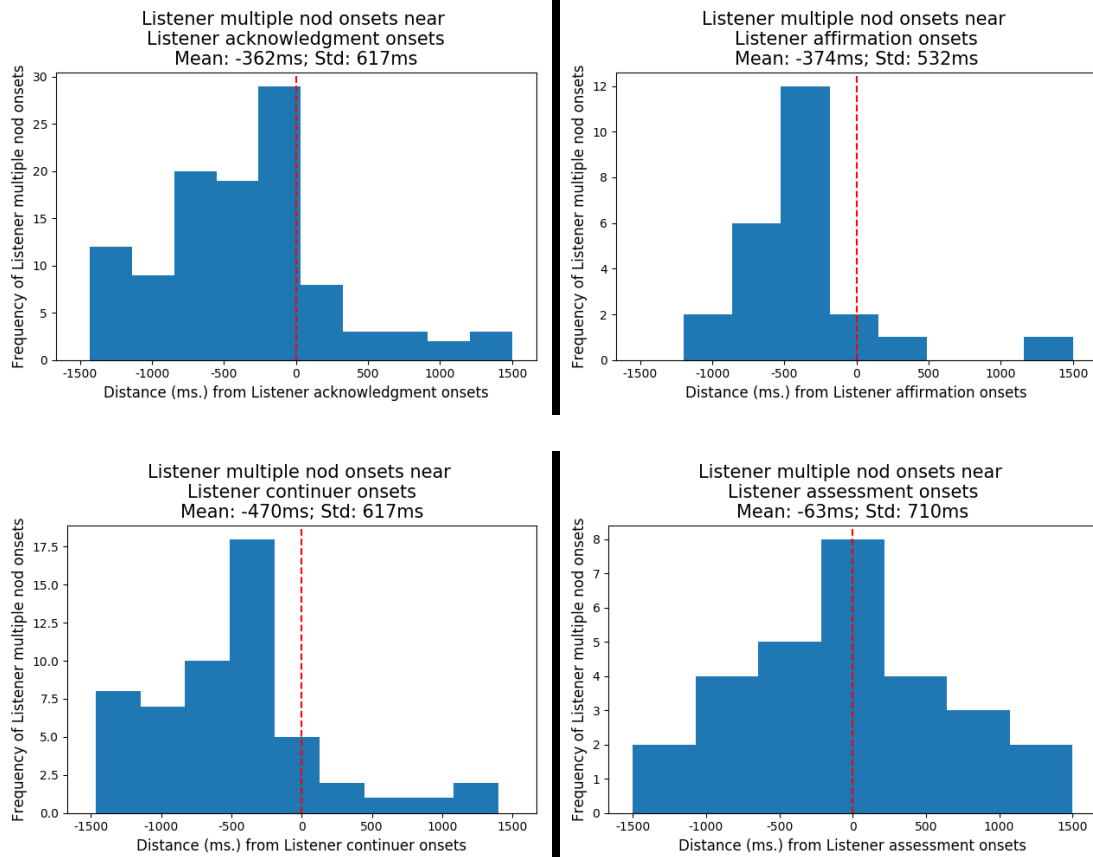 Listener multiple nod onsets near
Listener acknowledgment onsets
Mean: -362ms; Std: 617ms
Frequency of Listener multiple nod onsets
30
25
20
15
10
5
0
-1500
-1000
-500
0
500
1000
1500
Distance (ms.) from Listener acknowledgment onsets
Listener multiple nod onsets near
Listener affirmation onsets
Mean: -374ms; Std: 532ms
Frequency of Listener multiple nod onsets
12
10
8
6
4
2
0
-1500
-1000
-500
0
500
1000
1500
Distance (ms.) from Listener affirmation onsets
Listener multiple nod onsets near
Listener continuer onsets
Mean: -470ms; Std: 617ms
Frequency of Listener multiple nod onsets
17.5
15.0
12.5
10.0
7.5
5.0
2.5
0.0
-1500
-1000
-500
0
500
1000
1500
Distance (ms.) from Listener continuer onsets
Listener multiple nod onsets near
Listener assessment onsets
Mean: -63ms; Std: 710ms
Frequency of Listener multiple nod onsets
8
7
6
5
4
3
2
1
0
-1500
-1000
-500
0
500
1000
1500
Distance (ms.) from Listener assessment onsets